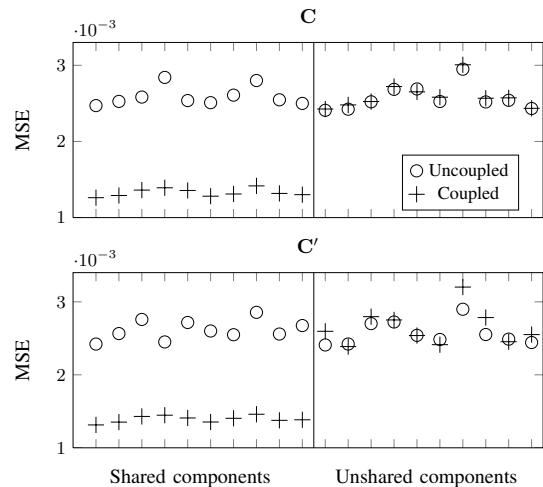 C
·10−3
3
2
1
MSE
Uncoupled
Coupled
C′
·10−3
3
2
1
MSE
Shared components
Unshared components